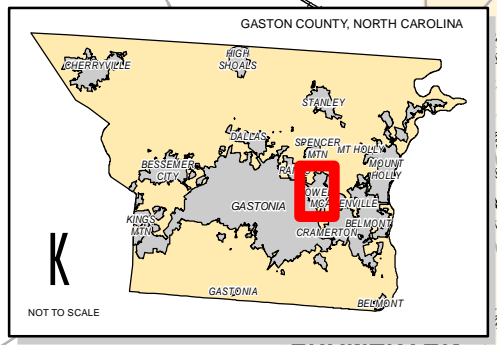 GASTON COUNTY, NORTH CAROLINA
HIGH
SHOALS
CHERRYVILLE
STANLEY
DALLAS
SPENCER
MTN
MT HOLLY
BESSEMER
CITY
MOUNT
HOLLY
GASTONIA
KINGS
MTN
BELMONT
CRAMERTON
GASTONIA
BELMONT
K
NOT TO SCALE